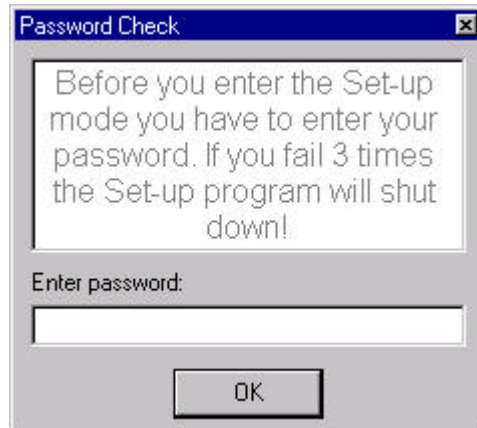 Password Check
Before you enter the Set-up
mode you have to enter your
password. If you fail 3 times
the Set-up program will shut
down!
Enter password:
OK